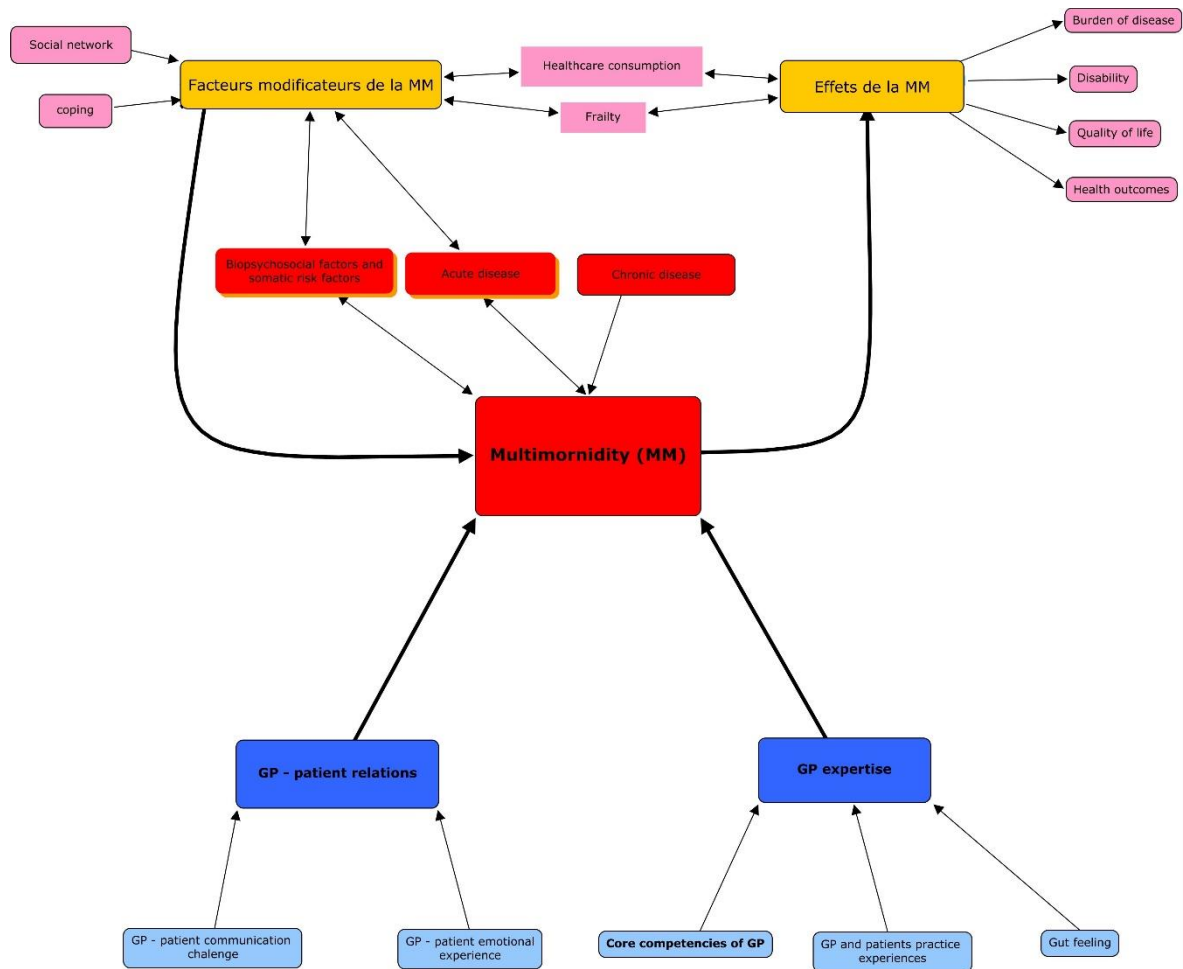 Burden of disease
Social network
Healthcare consumption
Facteurs modificateurs de la MM
Effets de la MM
Disability
coping
Frailty
Quality of life
Health outcomes
Biopsychosocial factors and
somatic risk factors
Acute disease
Chronic disease
Multimornidity (MM)
GP - patient relations
GP expertise
GP - patient communication
chalenge
GP - patient emotional
experience
Core competencies of GP
GP and patients practice
experiences
Gut feeling